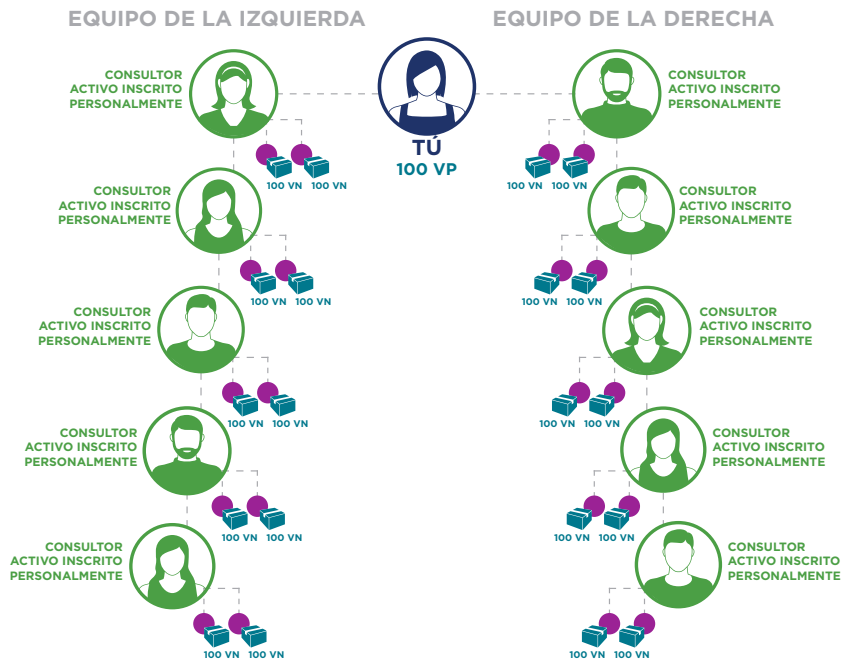 EQUIPO DE LA IZQUIERDA
EQUIPO DE LA DERECHA
TÚ
100 VP
CONSULTOR
ACTIVO INSCRITO
PERSONALMENTE
100 VN 100 VN
CONSULTOR
ACTIVO INSCRITO
PERSONALMENTE
100 VN 100 VN
CONSULTOR
ACTIVO INSCRITO
PERSONALMENTE
100 VN 100 VN
CONSULTOR
ACTIVO INSCRITO
PERSONALMENTE
100 VN 100 VN
CONSULTOR
ACTIVO INSCRITO
PERSONALMENTE
100 VN 100 VN
CONSULTOR
ACTIVO INSCRITO
PERSONALMENTE
100 VN 100 VN
CONSULTOR
ACTIVO INSCRITO
PERSONALMENTE
100 VN 100 VN
CONSULTOR
ACTIVO INSCRITO
PERSONALMENTE
100 VN 100 VN
CONSULTOR
ACTIVO INSCRITO
PERSONALMENTE
100 VN 100 VN
CONSULTOR
ACTIVO INSCRITO
PERSONALMENTE
100 VN 100 VN